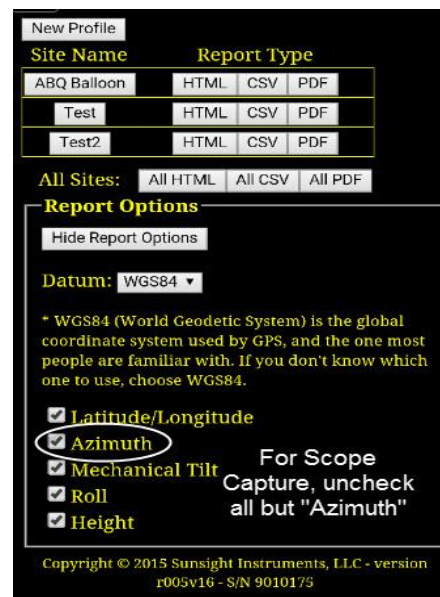 New Profile
Site Name Report Type
ABQ Balloon HTML CSV PDF
Test HTML CSV PDF
Test2 HTML CSV PDF
All Sites: All HTML All CSV All PDF
Report Options
Hide Report Options
Datum: WGS84
* WGS84 (World Geodetic System) is the global
coordinate system used by GPS, and the one most
people are familiar with. If you don't know which
one to use, choose WGS84.
Latitude/Longitude
Azimuth
Mechanical Tilt
Roll
Height
For Scope
Capture, uncheck
all but "Azimuth"
Copyright © 2015 Sunsight Instruments, LLC - version
r005v16 - S/N 9010175